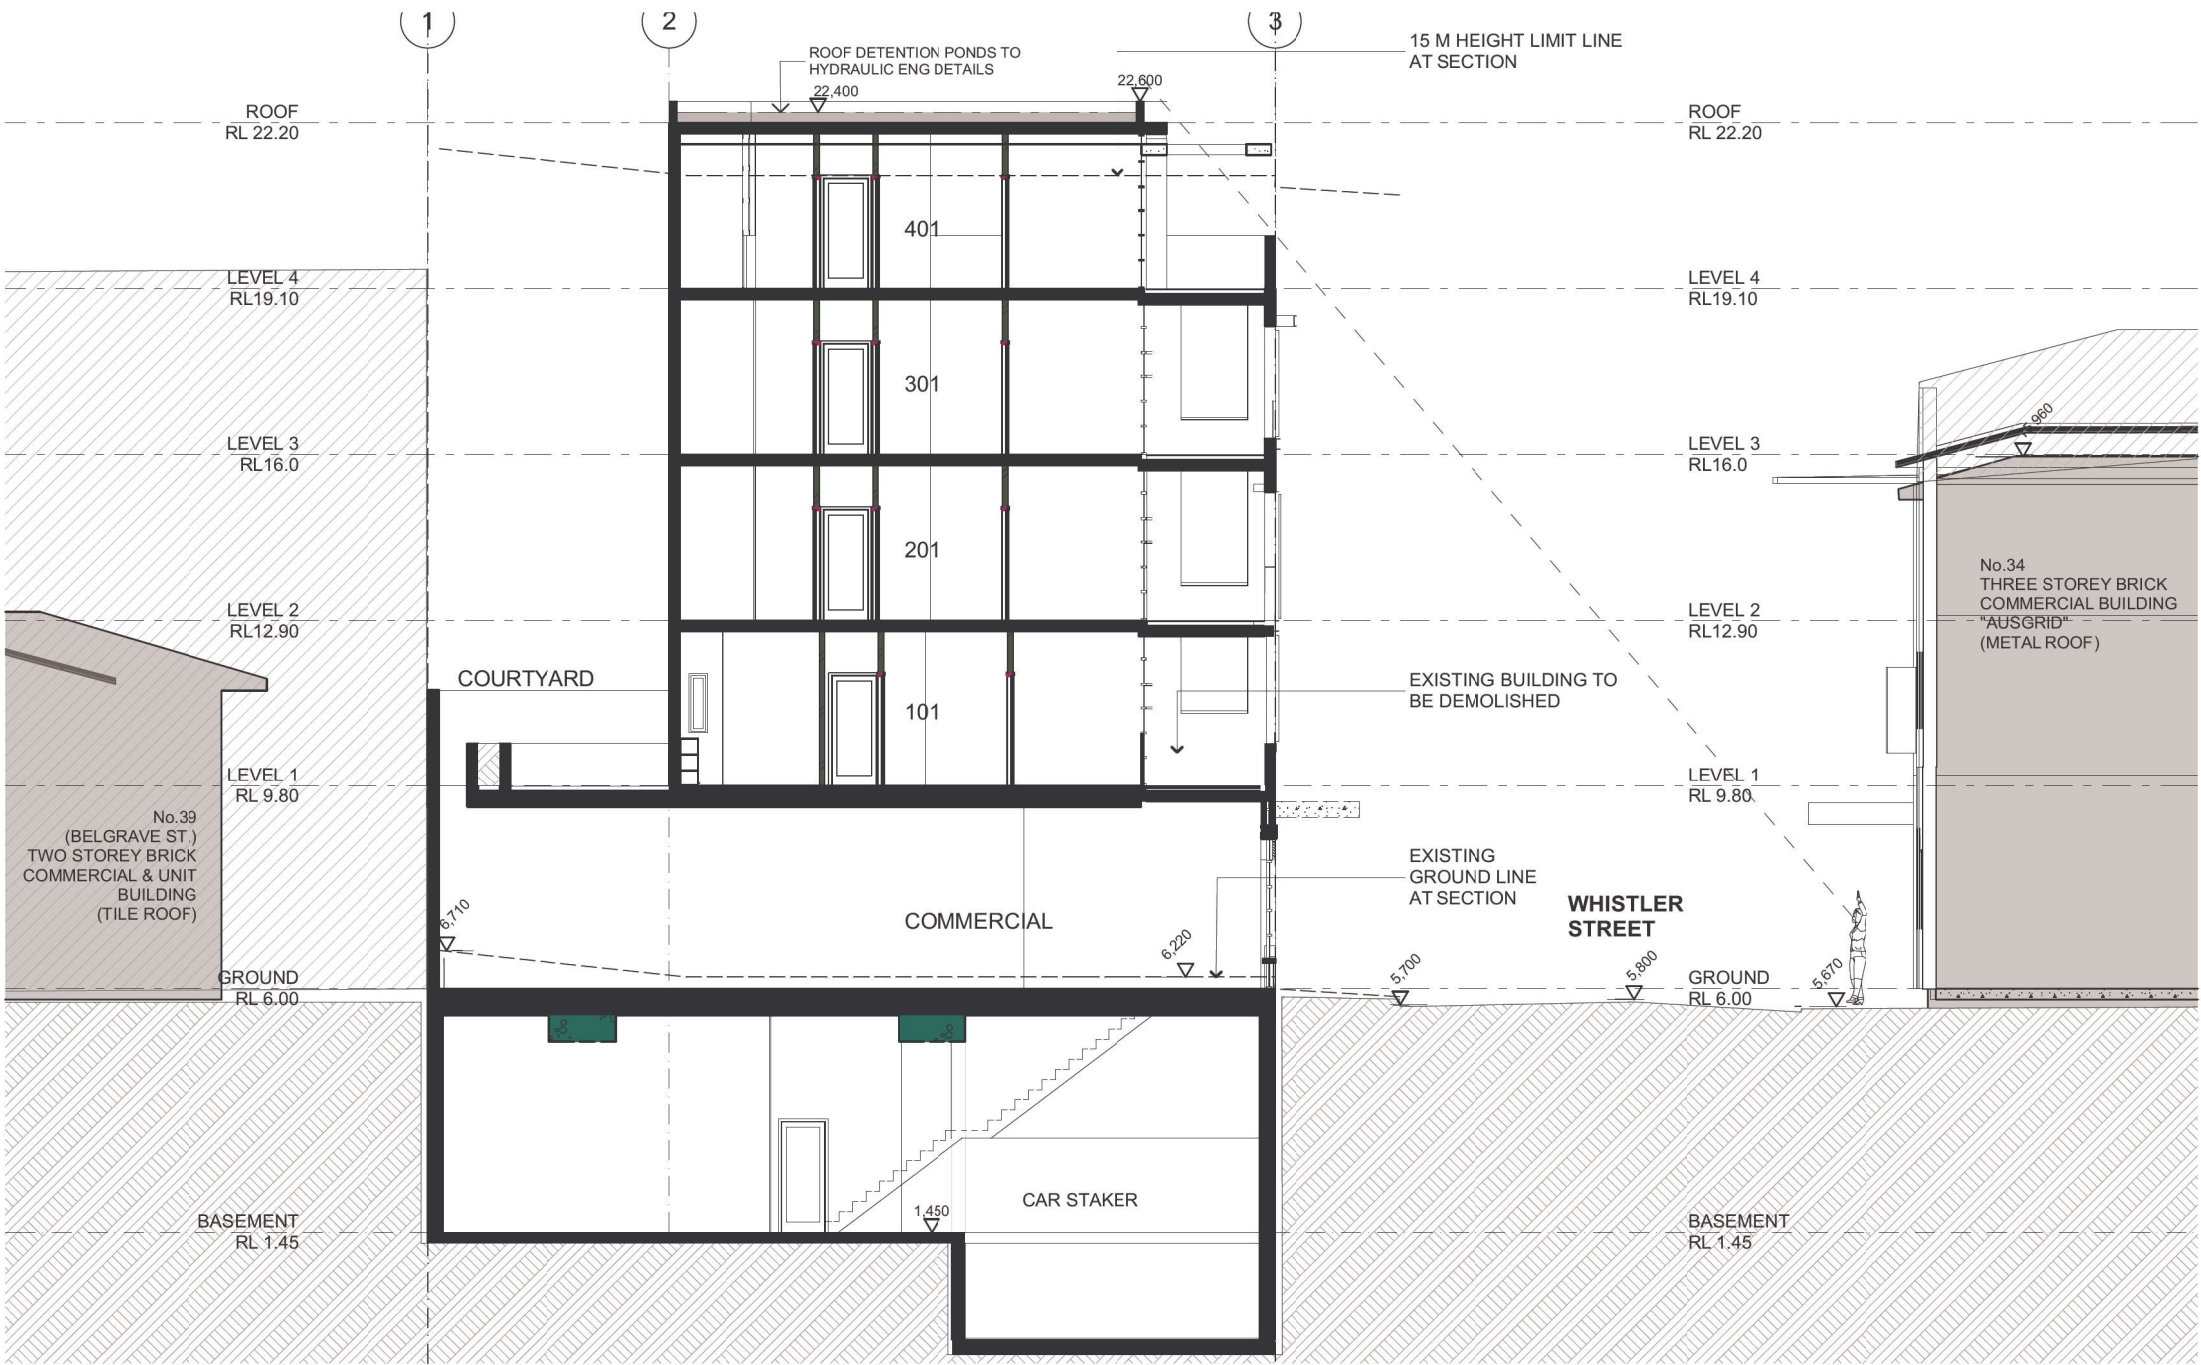 1
2
3
ROOF DETENTION PONDS TO
HYDRAULIC ENG DETAILS
15 M HEIGHT LIMIT LINE
AT SECTION
22,400
22,600
ROOF
RL 22.20
ROOF
RL 22.20
401
LEVEL 4
RL19.10
LEVEL 4
RL19.10
301
LEVEL 3
RL16.0
LEVEL 3
RL16.0
201
No.34
THREE STOREY BRICK
COMMERCIAL BUILDING
"AUSGRID"
(METAL ROOF)
LEVEL 2
RL12.90
LEVEL 2
RL12.90
COURTYARD
101
EXISTING BUILDING TO
BE DEMOLISHED
LEVEL 1
RL 9.80
LEVEL 1
RL 9.80
No.39
(BELGRAVE ST.)
TWO STOREY BRICK
COMMERCIAL & UNIT
BUILDING
(TILE ROOF)
EXISTING
GROUND LINE
AT SECTION
WHISTLER
STREET
6,710
COMMERCIAL
6,220
5,700
5,800
5,670
GROUND
RL 6.00
GROUND
RL 6.00
CAR STAKER
1,450
BASEMENT
RL 1.45
BASEMENT
RL 1.45